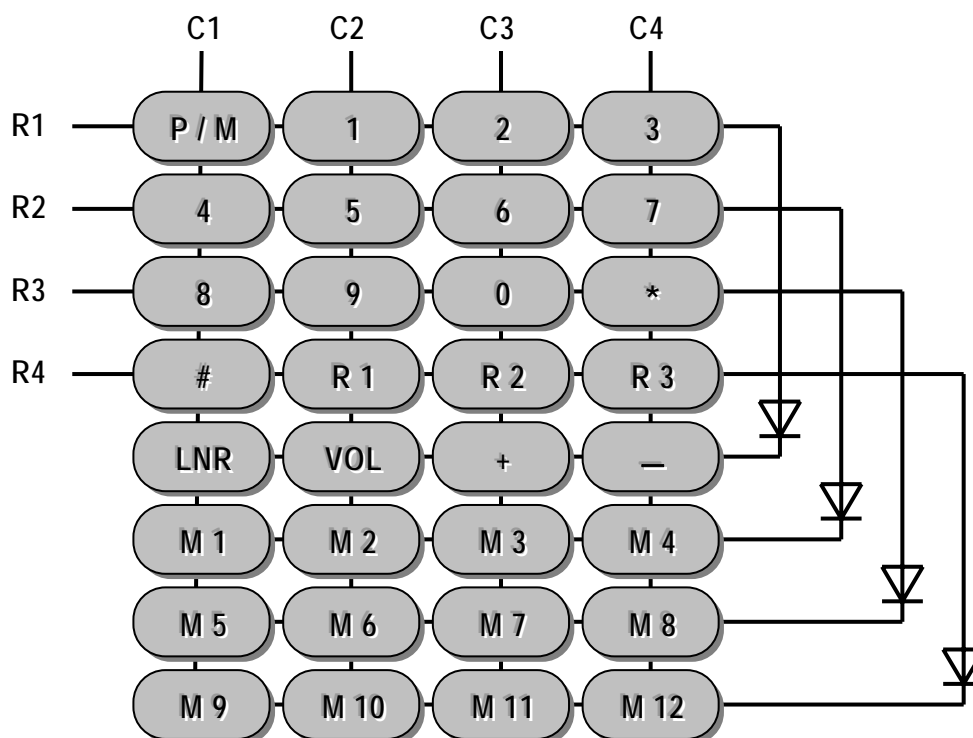 C1 C2 C3 C4
R1 P / M 1 2 3
R2 4 5 6 7
R3 8 9 0 *
R4 # R 1 R 2 R 3
LNR VOL + —
M 1 M 2 M 3 M 4
M 5 M 6 M 7 M 8
M 9 M 10 M 11 M 12